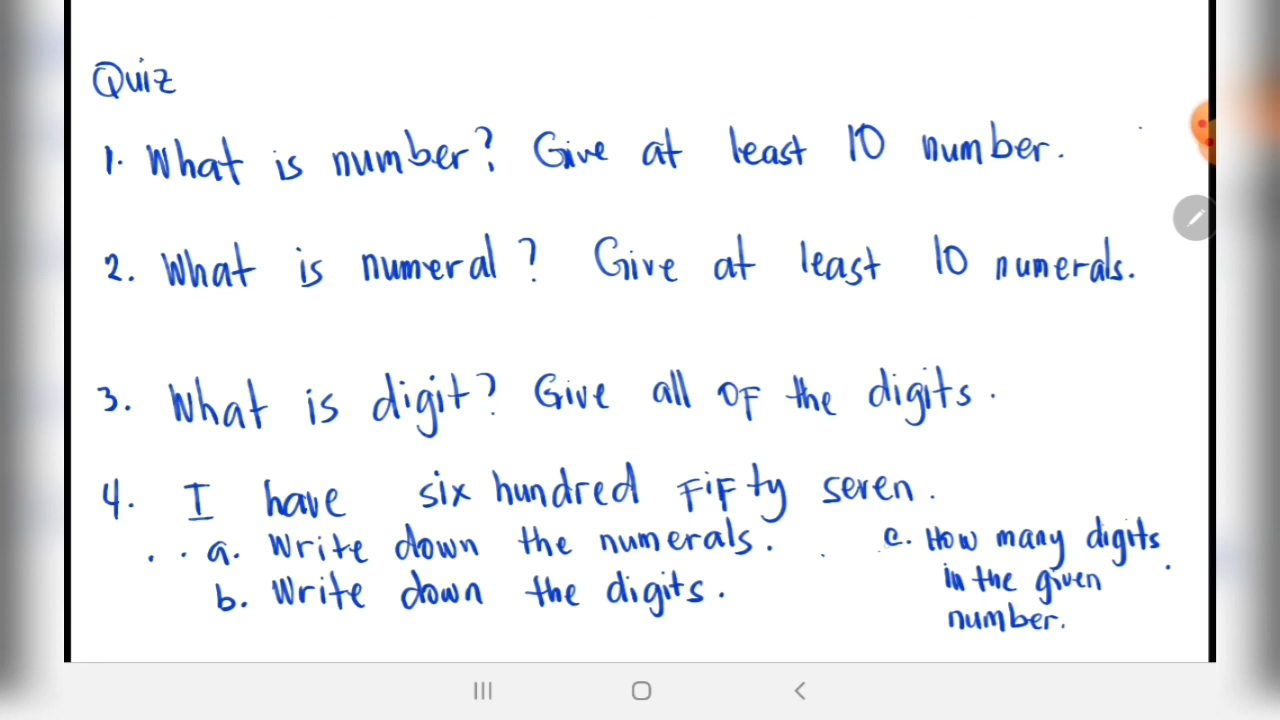 Quiz
1. What is number? Give at least 10 number.
2. What is numeral? Give at least 10 numerals.
3. What is digit? Give all of the digits.
4. I have six hundred fifty seven.
a. Write down the numerals.
b. Write down the digits.
c. How many digits
in the given
number.